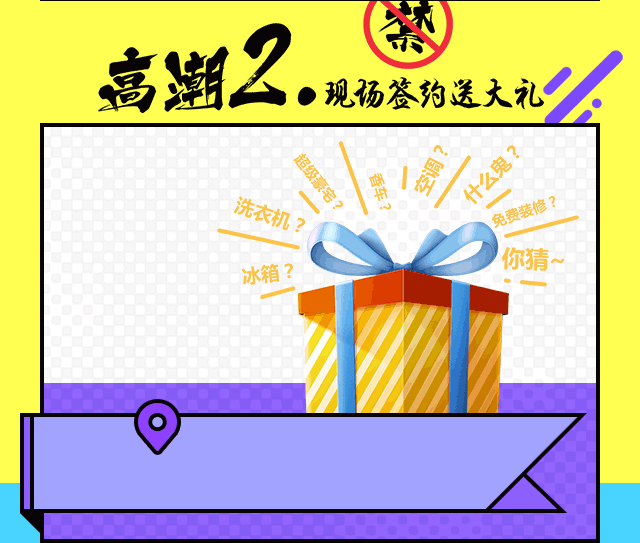 禁
高潮2.现场签约送大礼
超级豪宅？
香车？
空调？
什么鬼？
洗衣机？
免费装修？
冰箱？
你猜~